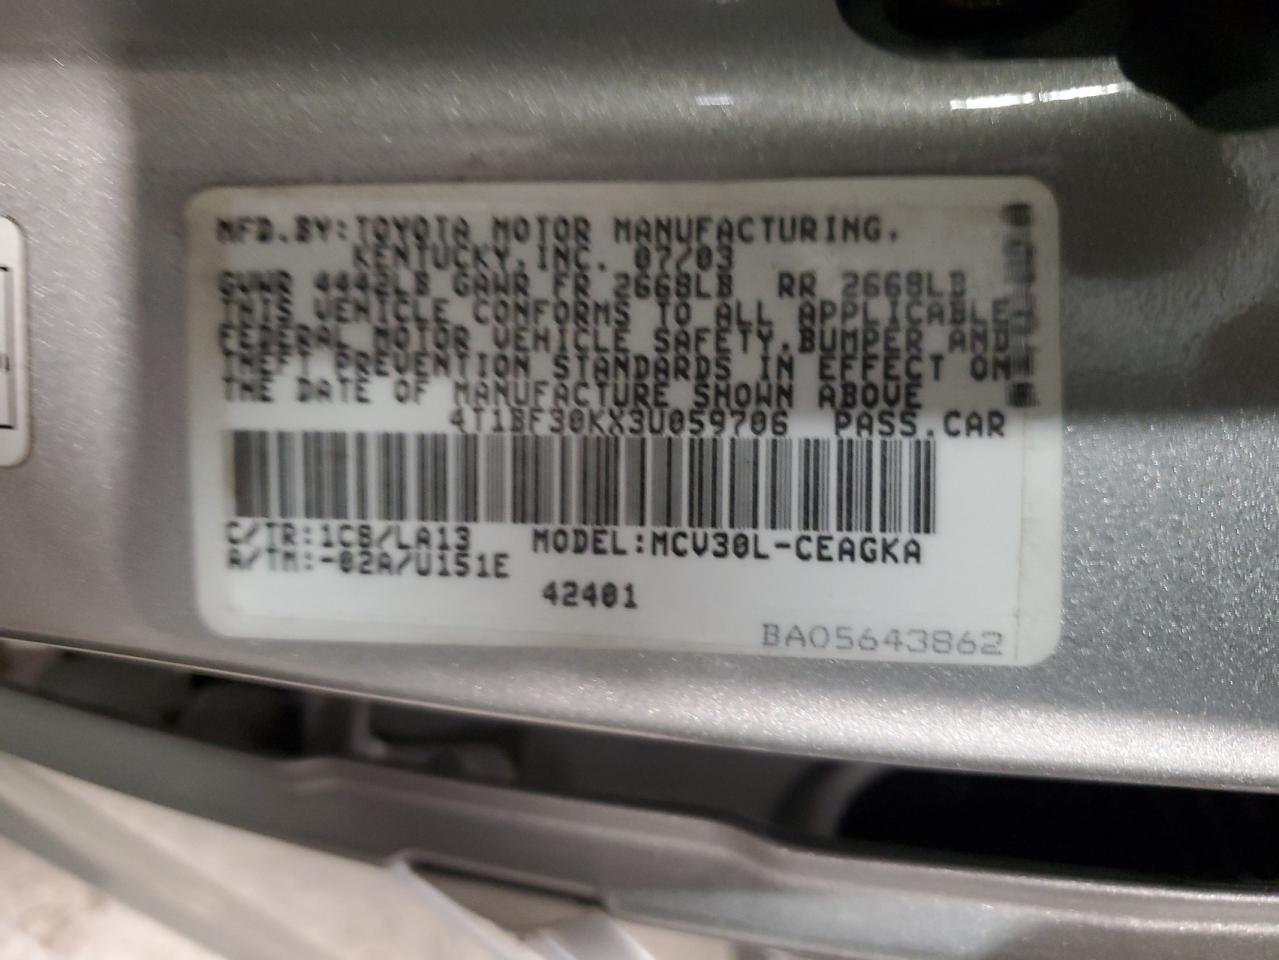 MFD.BY:TOYOTA MOTOR MANUFACTURING,
KENTUCKY,INC. 07/03
GVWR 4445LB GAWR FR 2668LB RR 2668LB
THIS VEHICLE CONFORMS TO ALL APPLICABLE
FEDERAL MOTOR VEHICLE SAFETY,BUMPER AND
THEFT PREVENTION STANDARDS IN EFFECT ON
THE DATE OF MANUFACTURE SHOWN ABOVE
4T1BF30KX3U059706 PASS.CAR
C/TR:1C8/LA13 MODEL:MCV30L-CEAGKA
A/TM:-02A/U151E
42401
BA05643862